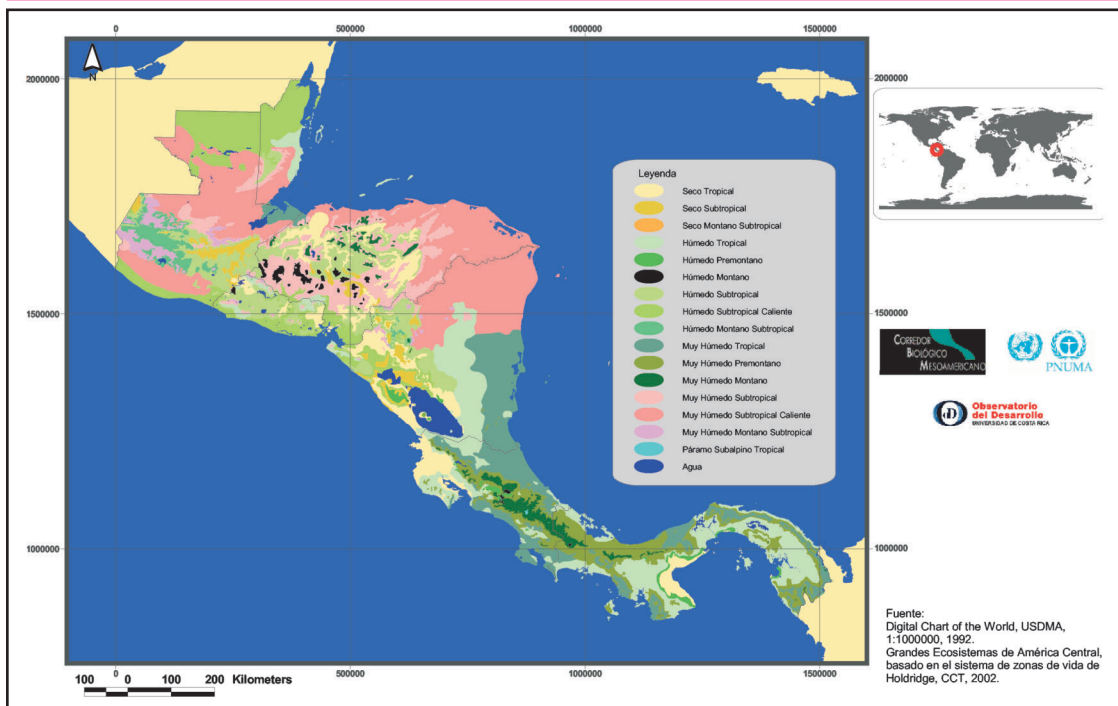 0
500000
1000000
1500000
2000000
2000000
N
Leyenda
Seco Tropical
Seco Subtropical
Seco Montano Subtropical
Húmedo Tropical
Húmedo Premontano
Húmedo Montano
Húmedo Subtropical
Húmedo Subtropical Caliente
Húmedo Montano Subtropical
Muy Húmedo Tropical
Muy Húmedo Premontano
Muy Húmedo Montano
Muy Húmedo Subtropical
Muy Húmedo Subtropical Caliente
Muy Húmedo Montano Subtropical
Páramo Subalpino Tropical
Agua
1500000
1500000
CORREDOR
BIOLÓGICO
MESOAMERICANO
PNUMA
Observatorio
del Desarrollo
UNIVERSIDAD DE COSTA RICA
1000000
1000000
Fuente:
Digital Chart of the World, USDMA,
1:1000000, 1992.
Grandes Ecosistemas de América Central,
basado en el sistema de zonas de vida de
Holdridge, CCT, 2002.
0
500000
1000000
1500000
100 0 100 200 Kilometers